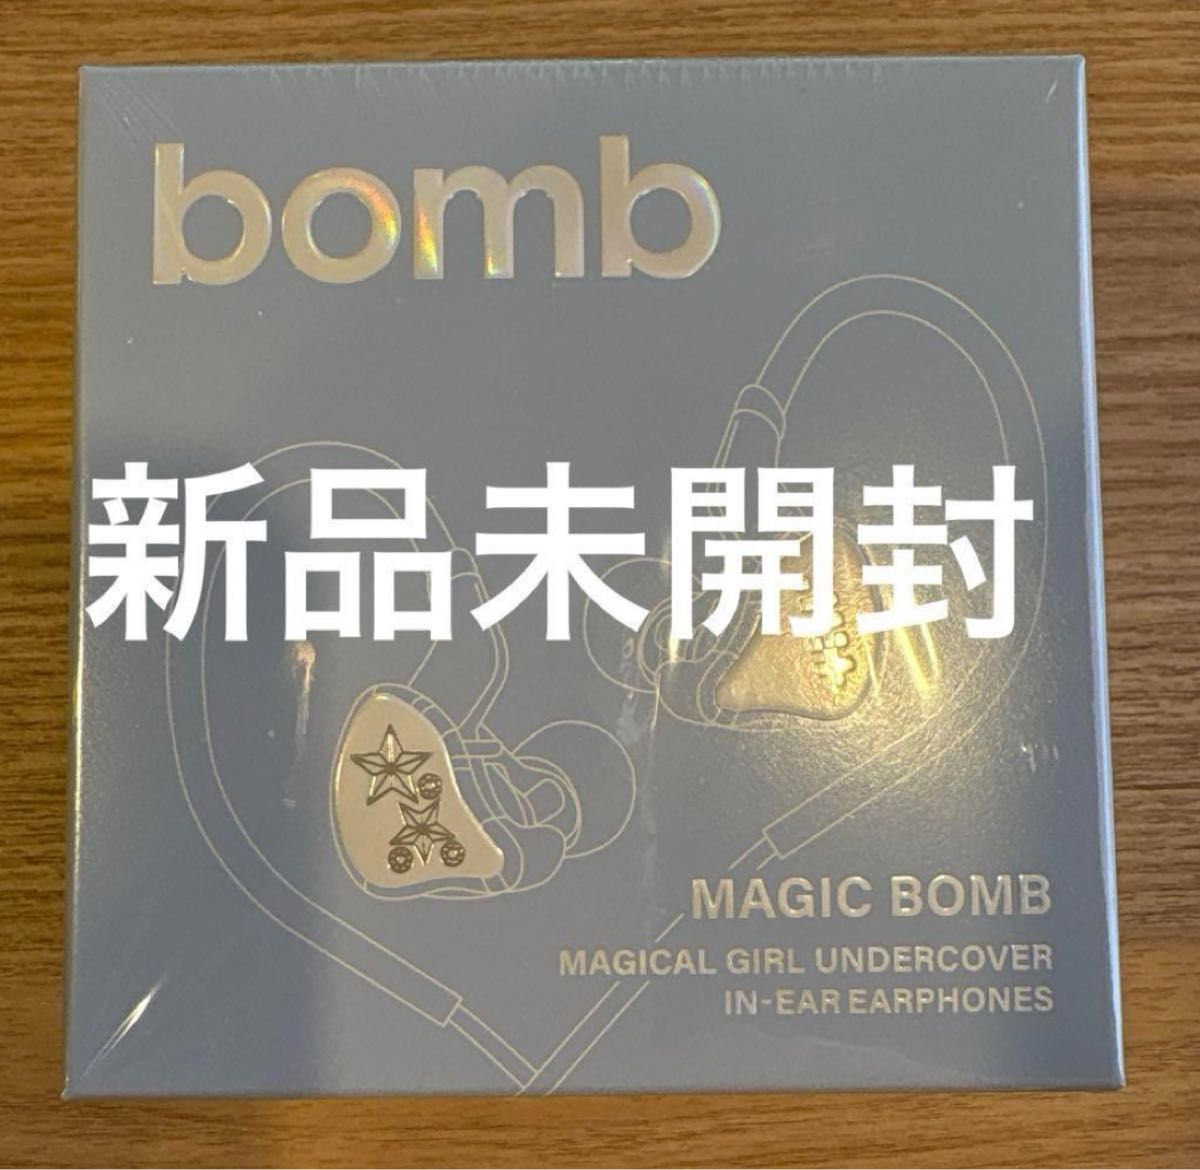 bomb
新品未開封
MAGIC BOMB
MAGICAL GIRL UNDERCOVER
IN-EAR EARPHONES